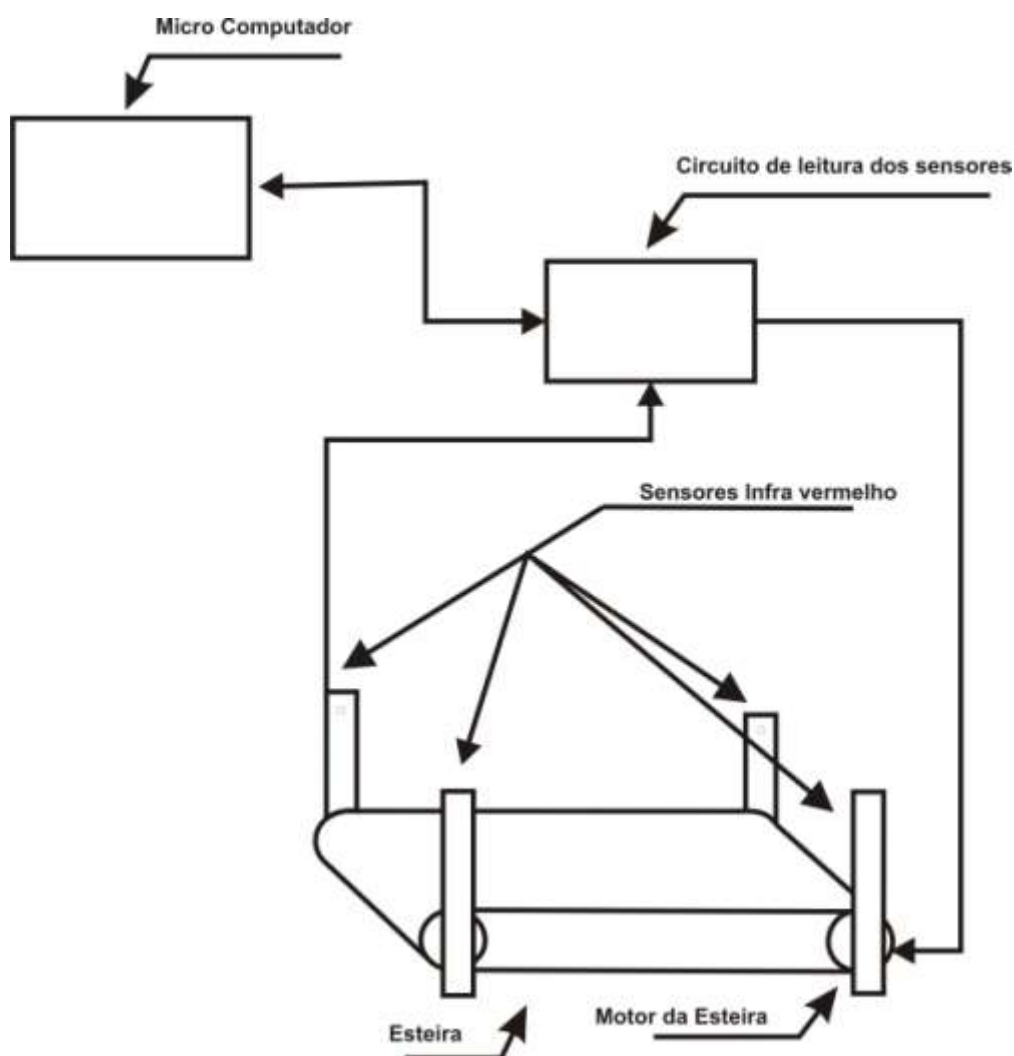 Micro Computador
Circuito de leitura dos sensores
Sensores Infra vermelho
Motor da Esteira
Esteira